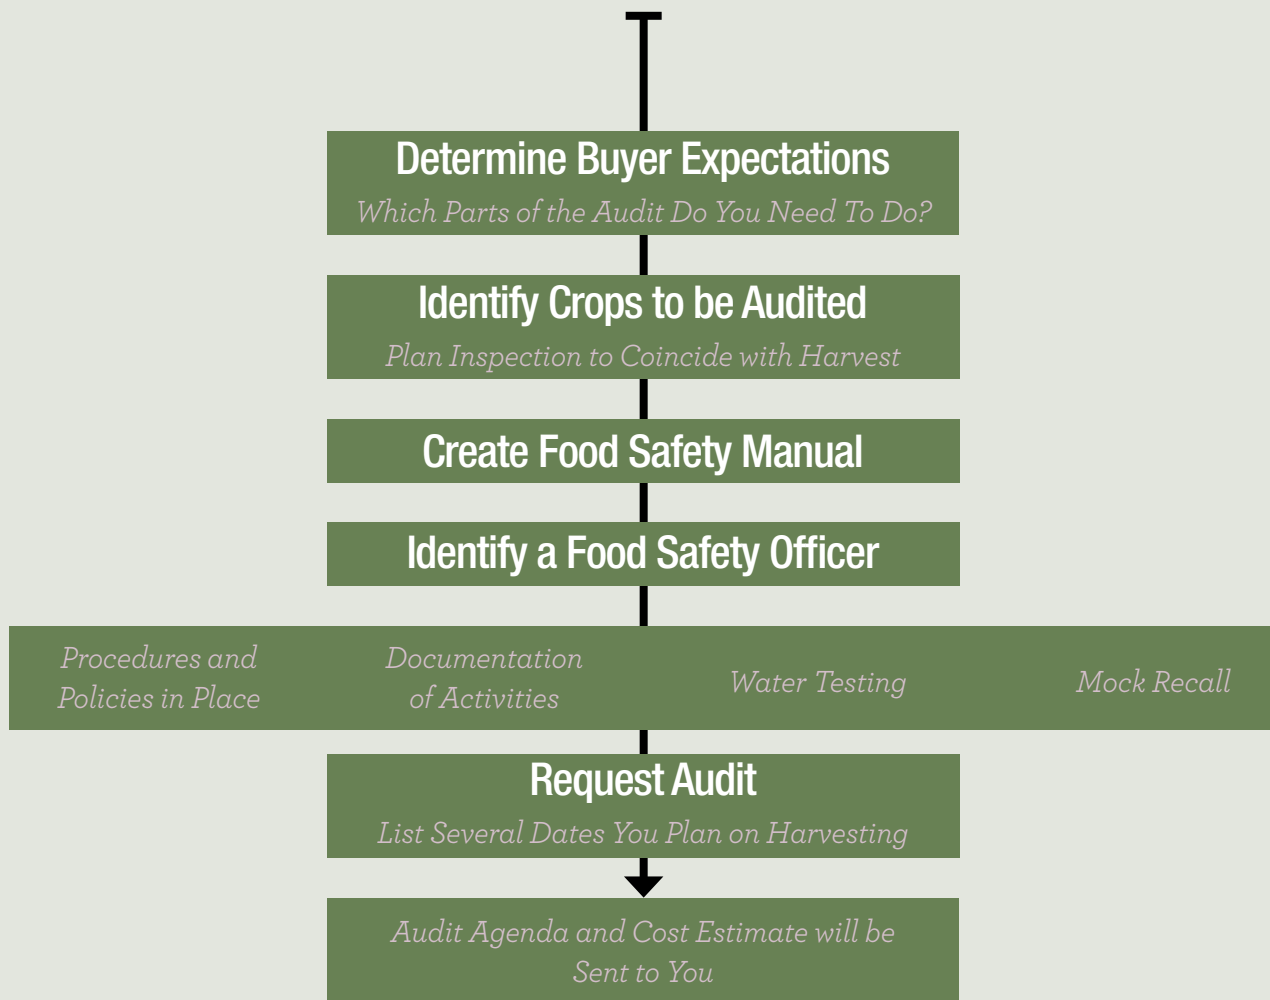 Determine Buyer Expectations
Which Parts of the Audit Do You Need To Do?
Identify Crops to be Audited
Plan Inspection to Coincide with Harvest
Create Food Safety Manual
Identify a Food Safety Officer
Procedures and
Policies in Place
Documentation
of Activities
Water Testing
Mock Recall
Request Audit
List Several Dates You Plan on Harvesting
Audit Agenda and Cost Estimate will be
Sent to You